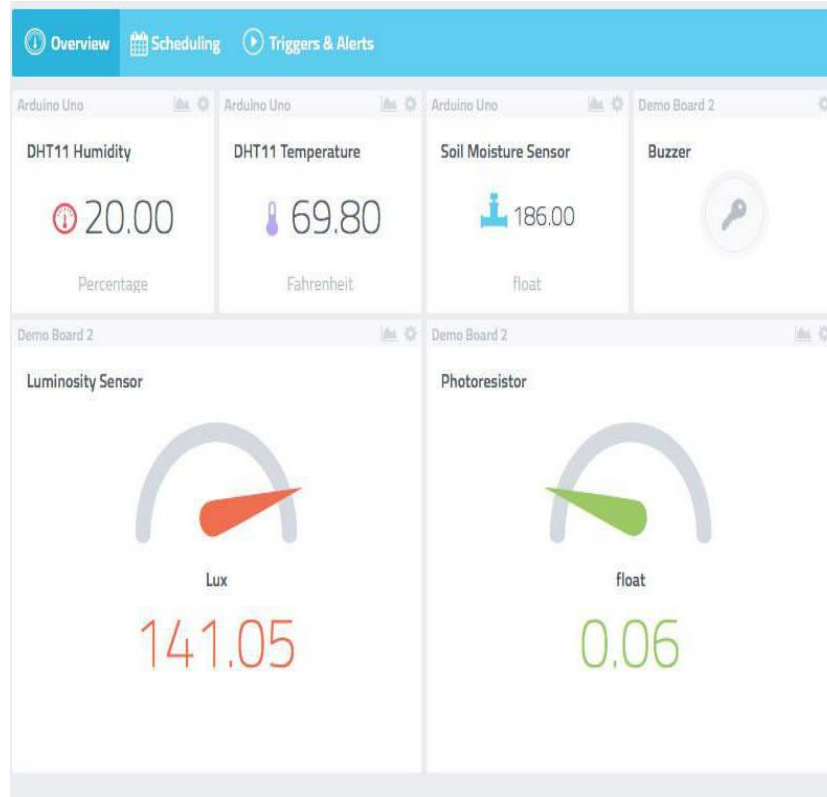 Overview Scheduling Triggers & Alerts
Arduino Uno
DHT11 Humidity
20.00
Percentage
Arduino Uno
DHT11 Temperature
69.80
Fahrenheit
Arduino Uno
Soil Moisture Sensor
186.00
float
Demo Board 2
Buzzer
Demo Board 2
Luminosity Sensor
Lux
141.05
Demo Board 2
Photoresistor
float
0.06